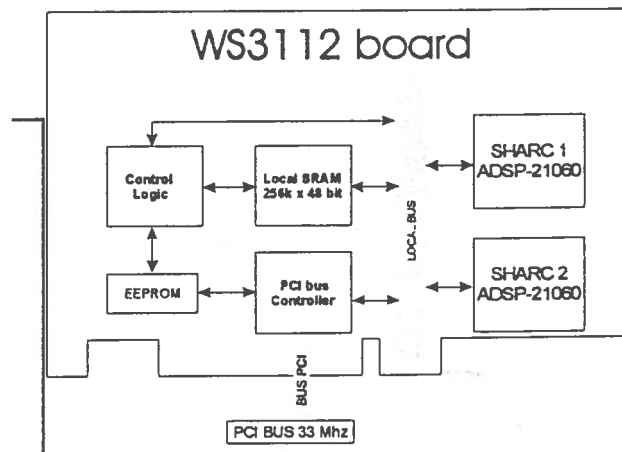 WS3112 board
Control
Logic
Local SRAM
256k x 48 bit
SHARC 1
ADSP-21060
LOCAL BUS
EEPROM
PCI bus
Controller
SHARC 2
ADSP-21060
BUS PCI
PCI BUS 33 Mhz